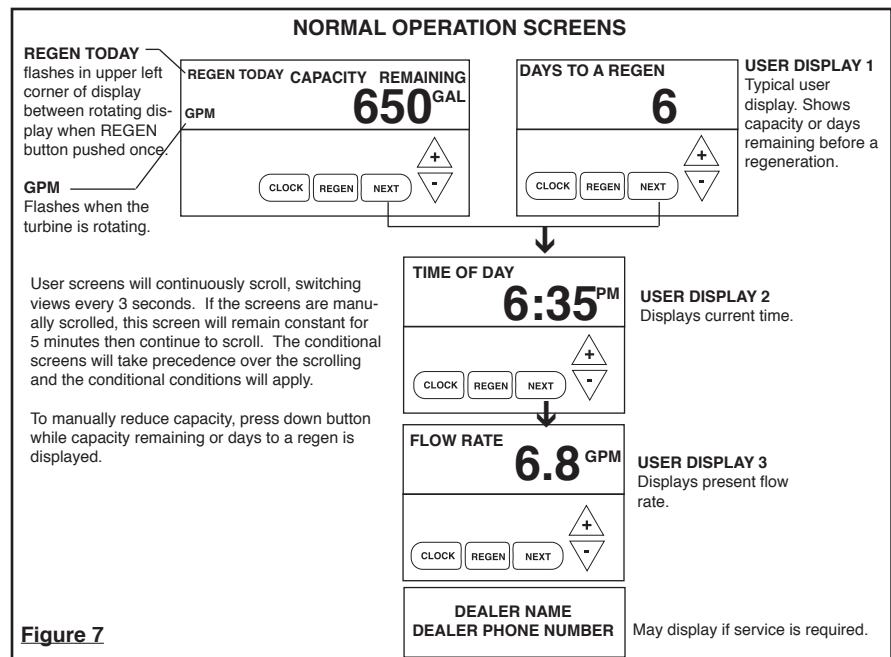 NORMAL OPERATION SCREENS
REGEN TODAY
flashes in upper left
corner of display
between rotating dis-
play when REGEN
button pushed once.
GPM
Flashes when the
turbine is rotating.
REGEN TODAY CAPACITY REMAINING
650 GAL
GPM
+
CLOCK REGEN NEXT -
DAYS TO A REGEN
6
+
CLOCK REGEN NEXT -
USER DISPLAY 1
Typical user
display. Shows
capacity or days
remaining before a
regeneration.
User screens will continuously scroll, switching
views every 3 seconds. If the screens are manu-
ally scrolled, this screen will remain constant for
5 minutes then continue to scroll. The conditional
screens will take precedence over the scrolling
and the conditional conditions will apply.
To manually reduce capacity, press down button
while capacity remaining or days to a regen is
displayed.
TIME OF DAY
6:35 PM
+
CLOCK REGEN NEXT -
USER DISPLAY 2
Displays current time.
FLOW RATE
6.8 GPM
+
CLOCK REGEN NEXT -
USER DISPLAY 3
Displays present flow
rate.
DEALER NAME
DEALER PHONE NUMBER
May display if service is required.
Figure 7